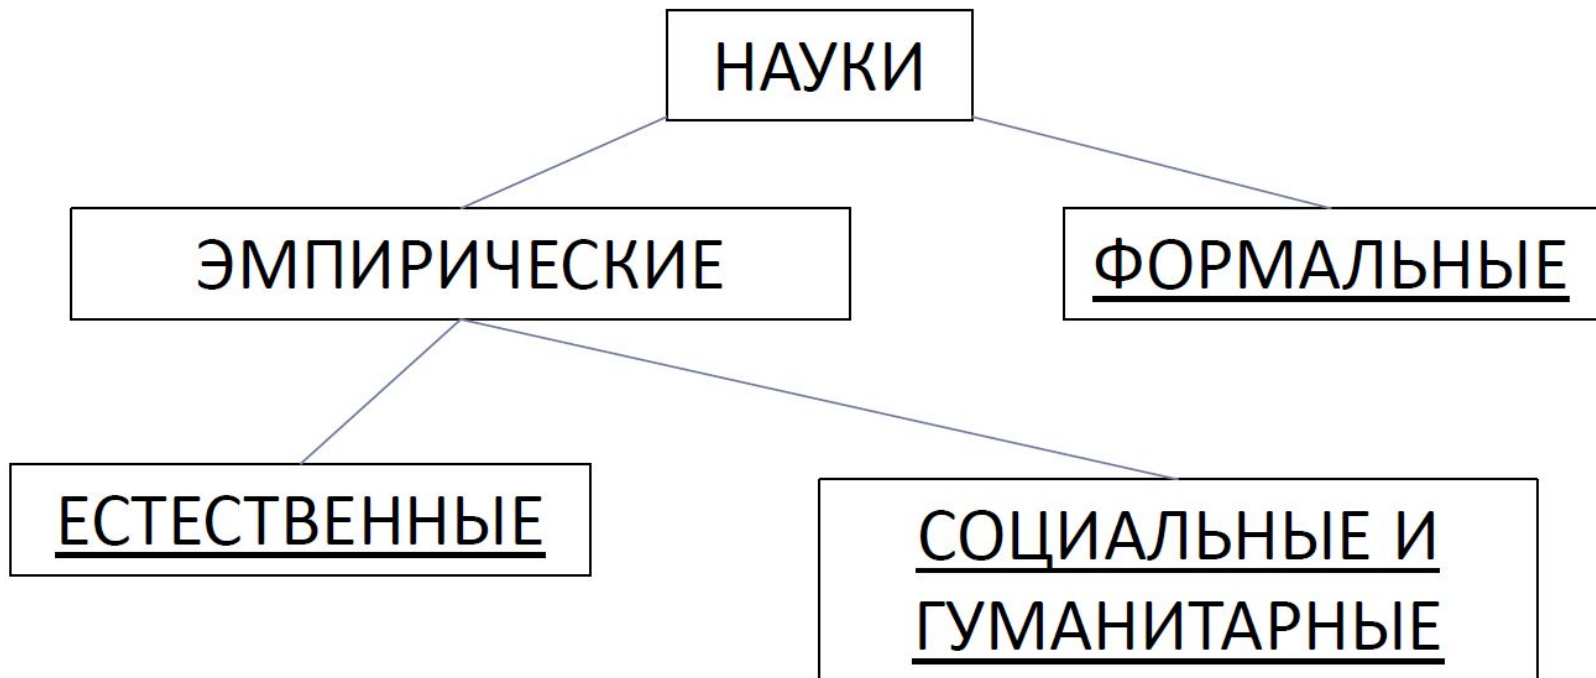 НАУКИ
ЭМПИРИЧЕСКИЕ
ФОРМАЛЬНЫЕ
ЕСТЕСТВЕННЫЕ
СОЦИАЛЬНЫЕ И
ГУМАНИТАРНЫЕ